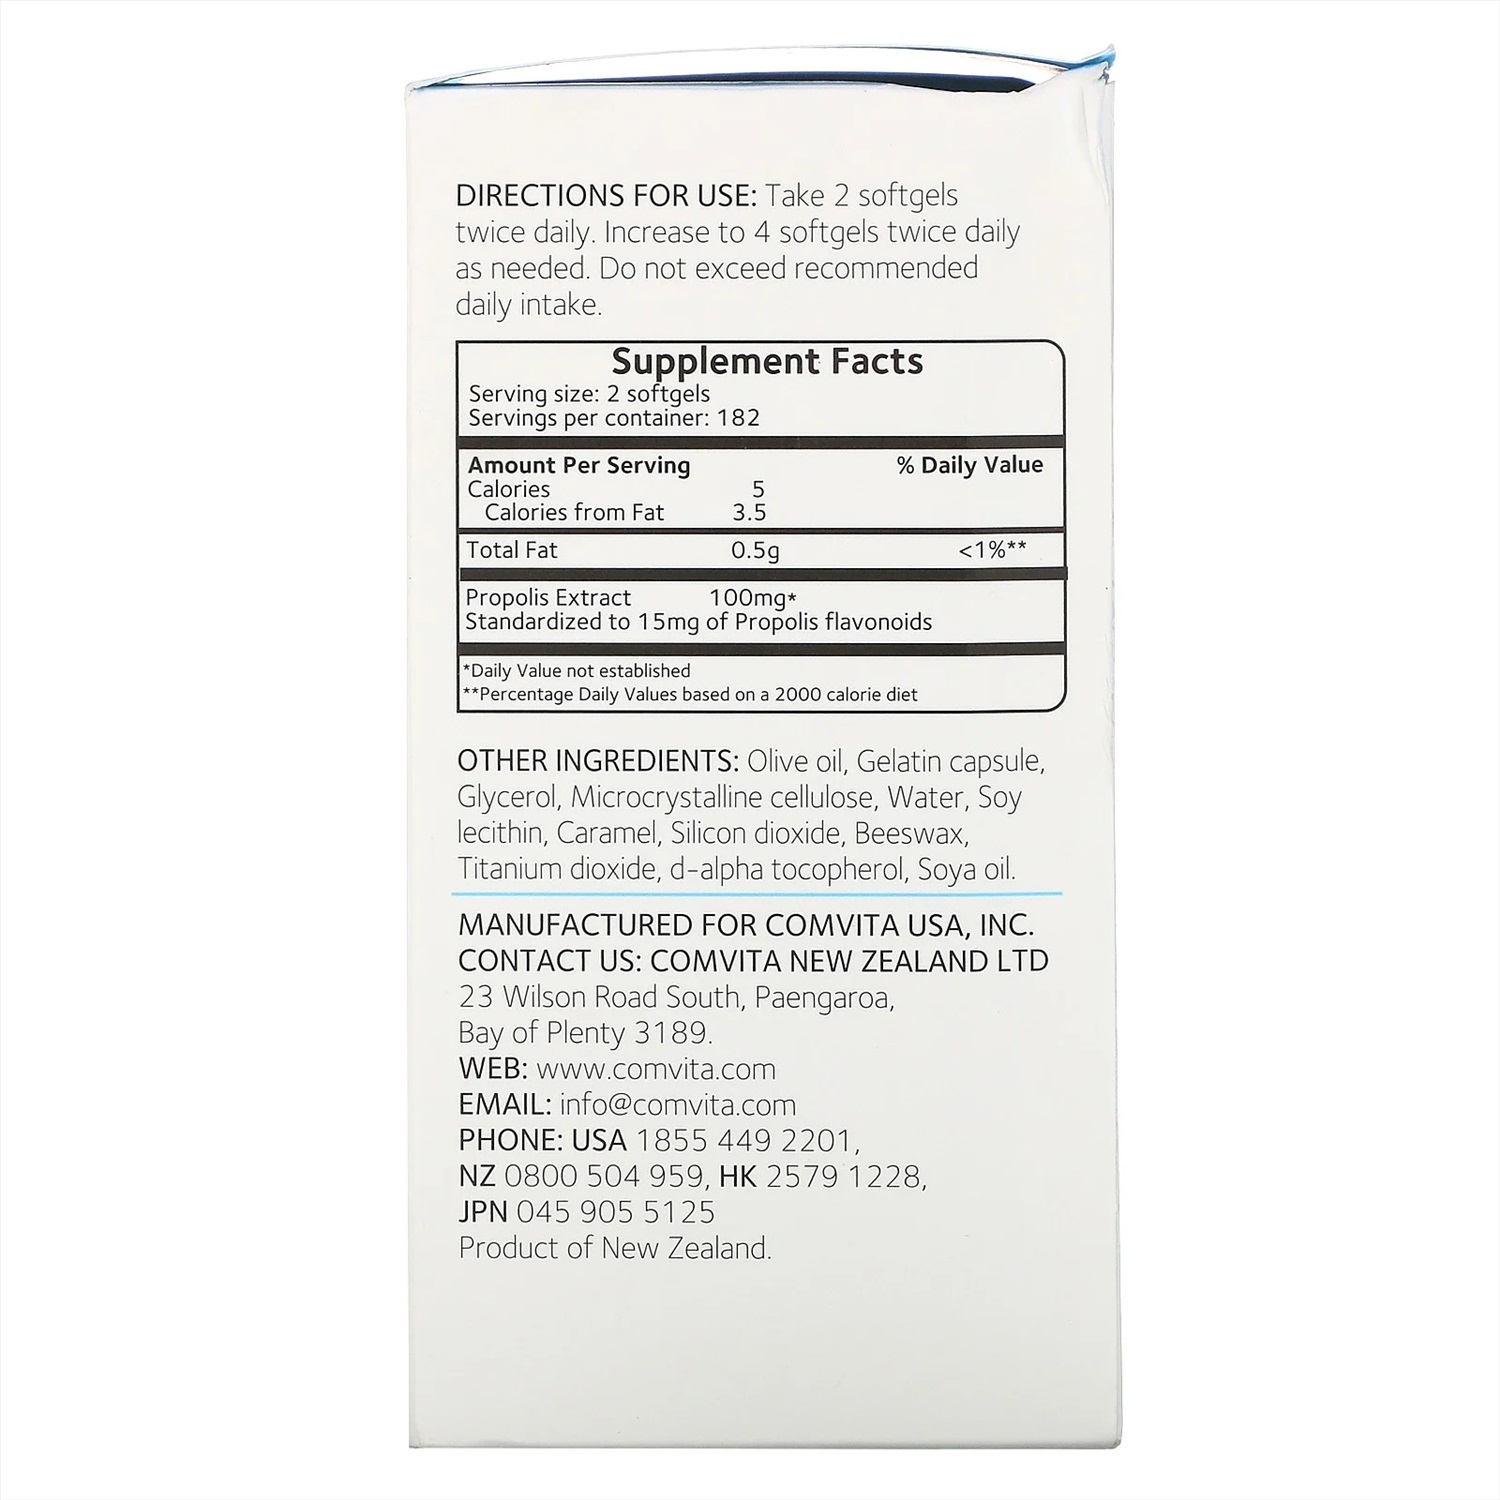 DIRECTIONS FOR USE: Take 2 softgels
twice daily. Increase to 4 softgels twice daily
as needed. Do not exceed recommended
daily intake.
Supplement Facts
Serving size: 2 softgels
Servings per container: 182
Amount Per Serving % Daily Value
Calories 5
Calories from Fat 3.5
Total Fat 0.5g <1%**
Propolis Extract 100mg*
Standardized to 15mg of Propolis flavonoids
*Daily Value not established
**Percentage Daily Values based on a 2000 calorie diet
OTHER INGREDIENTS: Olive oil, Gelatin capsule,
Glycerol, Microcrystalline cellulose, Water, Soy
lecithin, Caramel, Silicon dioxide, Beeswax,
Titanium dioxide, d-alpha tocopherol, Soya oil.
MANUFACTURED FOR COMVITA USA, INC.
CONTACT US: COMVITA NEW ZEALAND LTD
23 Wilson Road South, Paengaroa,
Bay of Plenty 3189.
WEB: www.comvita.com
EMAIL: info@comvita.com
PHONE: USA 1855 449 2201,
NZ 0800 504 959, HK 2579 1228,
JPN 045 905 5125
Product of New Zealand.